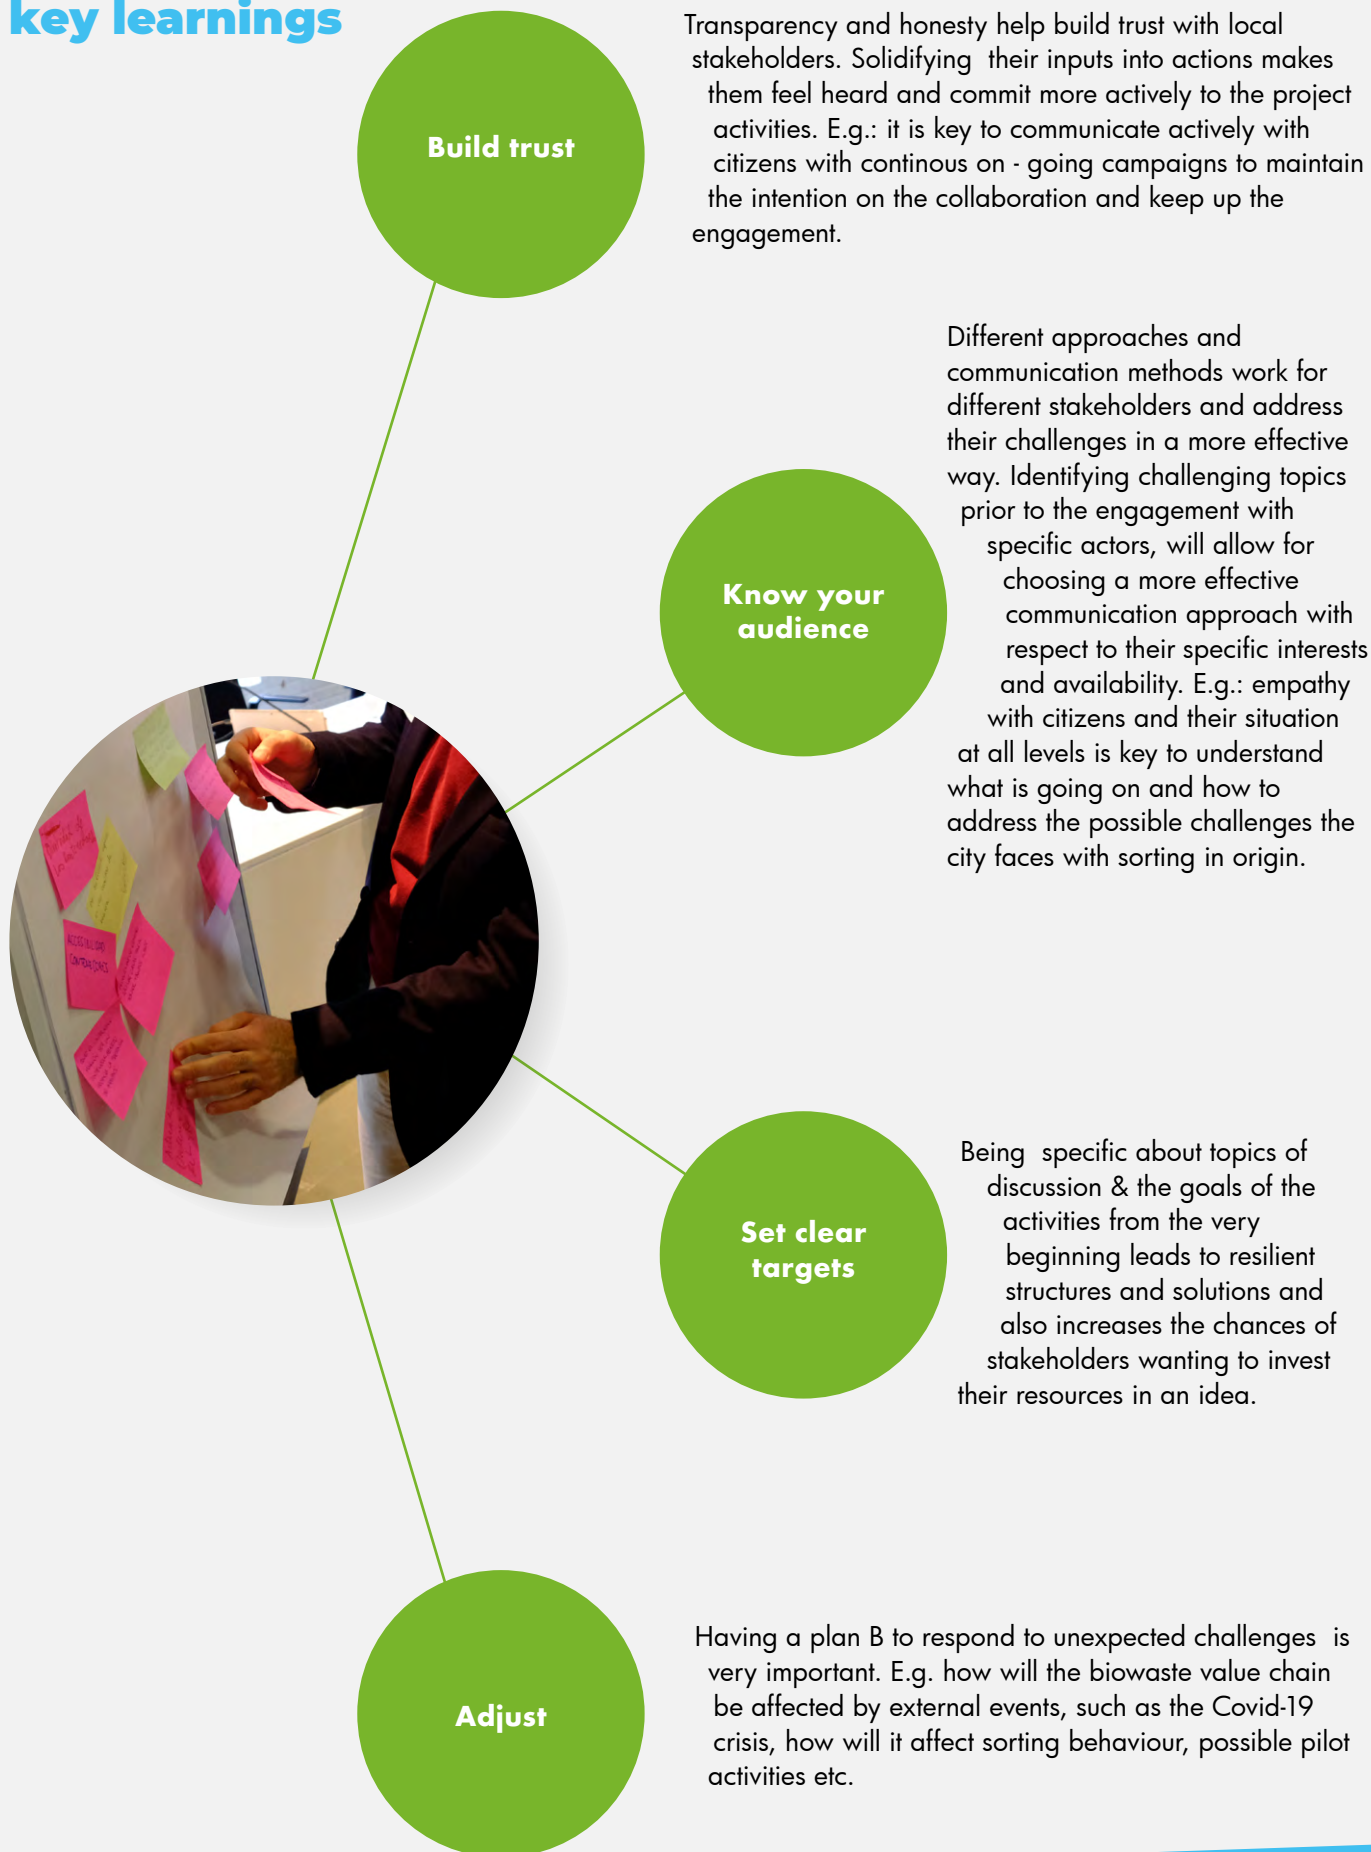 key learnings
Build trust
Transparency and honesty help build trust with local
stakeholders. Solidifying their inputs into actions makes
them feel heard and commit more actively to the project
activities. E.g.: it is key to communicate actively with
citizens with continous on - going campaigns to maintain
the intention on the collaboration and keep up the
engagement.
Know your
audience
Different approaches and
communication methods work for
different stakeholders and address
their challenges in a more effective
way. Identifying challenging topics
prior to the engagement with
specific actors, will allow for
choosing a more effective
communication approach with
respect to their specific interests
and availability. E.g.: empathy
with citizens and their situation
at all levels is key to understand
what is going on and how to
address the possible challenges the
city faces with sorting in origin.
Set clear
targets
Being specific about topics of
discussion & the goals of the
activities from the very
beginning leads to resilient
structures and solutions and
also increases the chances of
stakeholders wanting to invest
their resources in an idea.
Adjust
Having a plan B to respond to unexpected challenges is
very important. E.g. how will the biowaste value chain
be affected by external events, such as the Covid-19
crisis, how will it affect sorting behaviour, possible pilot
activities etc.